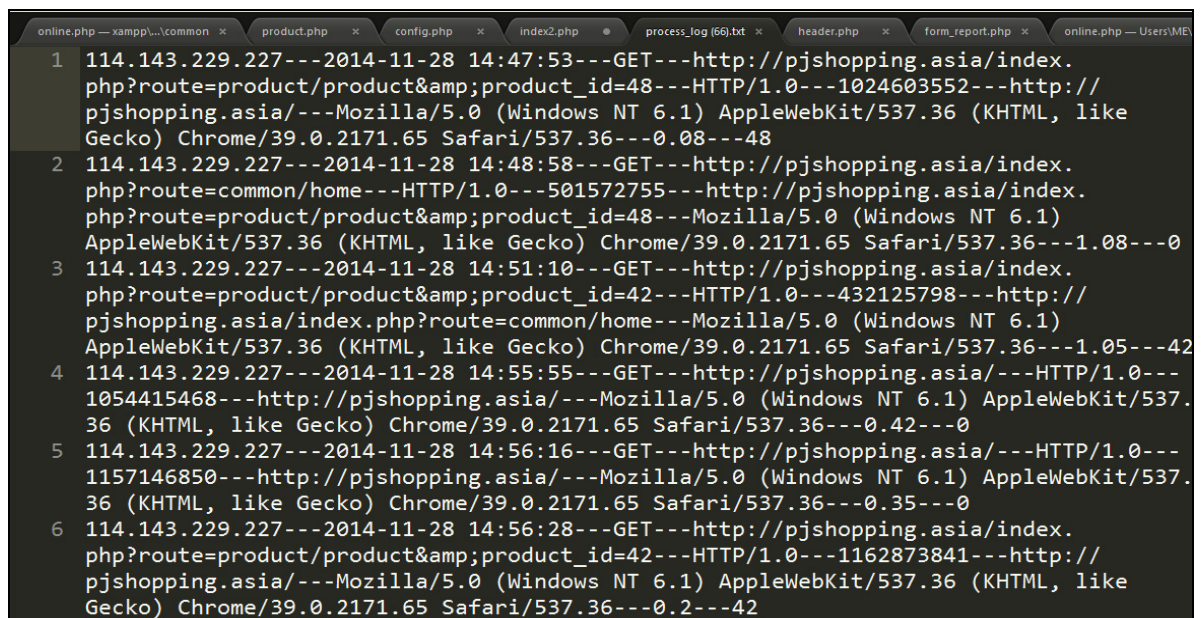 online.php — xampp\...\common × product.php × config.php × index2.php ● process_log (66).txt × header.php × form_report.php × online.php — Users\ME\
1 114.143.229.227---2014-11-28 14:47:53---GET---http://pjshopping.asia/index.
php?route=product/product&amp;product_id=48---HTTP/1.0---1024603552---http://
pjshopping.asia/---Mozilla/5.0 (Windows NT 6.1) AppleWebKit/537.36 (KHTML, like
Gecko) Chrome/39.0.2171.65 Safari/537.36---0.08---48
2 114.143.229.227---2014-11-28 14:48:58---GET---http://pjshopping.asia/index.
php?route=common/home---HTTP/1.0---501572755---http://pjshopping.asia/index.
php?route=product/product&amp;product_id=48---Mozilla/5.0 (Windows NT 6.1)
AppleWebKit/537.36 (KHTML, like Gecko) Chrome/39.0.2171.65 Safari/537.36---1.08---0
3 114.143.229.227---2014-11-28 14:51:10---GET---http://pjshopping.asia/index.
php?route=product/product&amp;product_id=42---HTTP/1.0---432125798---http://
pjshopping.asia/index.php?route=common/home---Mozilla/5.0 (Windows NT 6.1)
AppleWebKit/537.36 (KHTML, like Gecko) Chrome/39.0.2171.65 Safari/537.36---1.05---42
4 114.143.229.227---2014-11-28 14:55:55---GET---http://pjshopping.asia/---HTTP/1.0---
1054415468---http://pjshopping.asia/---Mozilla/5.0 (Windows NT 6.1) AppleWebKit/537.
36 (KHTML, like Gecko) Chrome/39.0.2171.65 Safari/537.36---0.42---0
5 114.143.229.227---2014-11-28 14:56:16---GET---http://pjshopping.asia/---HTTP/1.0---
1157146850---http://pjshopping.asia/---Mozilla/5.0 (Windows NT 6.1) AppleWebKit/537.
36 (KHTML, like Gecko) Chrome/39.0.2171.65 Safari/537.36---0.35---0
6 114.143.229.227---2014-11-28 14:56:28---GET---http://pjshopping.asia/index.
php?route=product/product&amp;product_id=42---HTTP/1.0---1162873841---http://
pjshopping.asia/---Mozilla/5.0 (Windows NT 6.1) AppleWebKit/537.36 (KHTML, like
Gecko) Chrome/39.0.2171.65 Safari/537.36---0.2---42